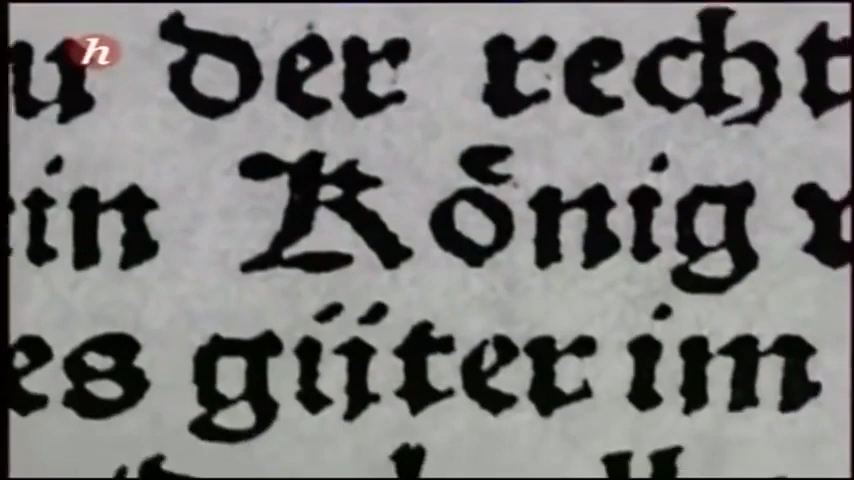 h
u der recht
in König
es güter im